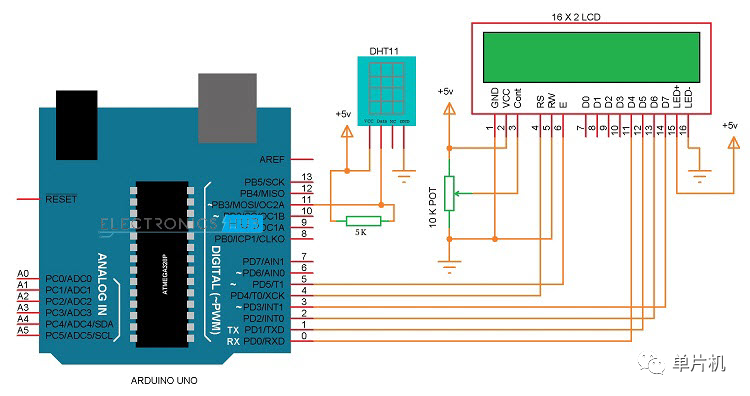 16 X 2 LCD
DHT11
+5v
VCC Data NC GND
5K
+5v
GND
VCC
Cont
RS
RW
E
D0
D1
D2
D3
D4
D5
D6
D7
LED+
LED-
1
2
3
4
5
6
7
8
9
10
11
12
13
14
15
16
+5v
10 K POT
AREF
RESET
PB5/SCK 13
PB4/MISO 12
~ PB3/MOSI/OC2A 11
~ OC1B 10
~ OC1A 9
PB0/ICP1/CLKO 8
PD7/AIN1 7
~ PD6/AIN0 6
~ PD5/T1 5
PD4/T0/XCK 4
~ PD3/INT1 3
PD2/INT0 2
TX PD1/TXD 1
RX PD0/RXD 0
ELECTRONICS HUB
ATMEGA328P
ANALOG IN
DIGITAL (~PWM)
A0 PC0/ADC0
A1 PC1/ADC1
A2 PC2/ADC2
A3 PC3/ADC3
A4 PC4/ADC4/SDA
A5 PC5/ADC5/SCL
ARDUINO UNO
单片机